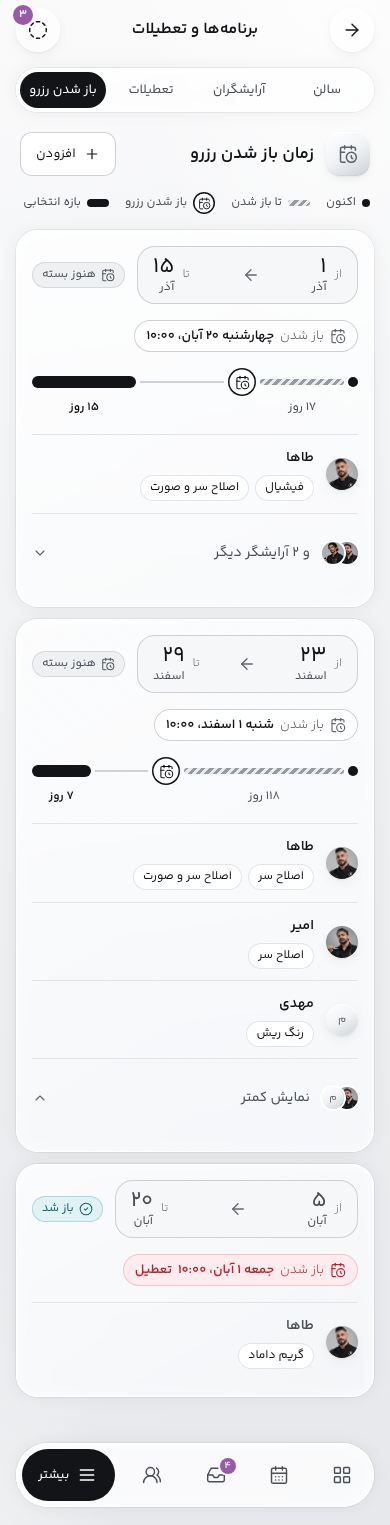 برنامه‌ها و تعطیلات
۳
سالن
آرایشگران
تعطیلات
باز شدن رزرو
زمان باز شدن رزرو
افزودن
اکنون
تا باز شدن
باز شدن رزرو
بازه انتخابی
از ۱ آذر
تا ۱۵ آذر
هنوز بسته
باز شدن چهارشنبه ۲۰ آبان، ۱۰:۰۰
۱۷ روز
۱۵ روز
طاها
فیشیال
اصلاح سر و صورت
و ۲ آرایشگر دیگر
از ۲۳ اسفند
تا ۲۹ اسفند
هنوز بسته
باز شدن شنبه ۱ اسفند، ۱۰:۰۰
۱۱۸ روز
۷ روز
طاها
اصلاح سر
اصلاح سر و صورت
امیر
اصلاح سر
م
مهدی
رنگ ریش
م
نمایش کمتر
از ۵ آبان
تا ۲۰ آبان
باز شد
باز شدن جمعه ۱ آبان، ۱۰:۰۰ تعطیل
طاها
گریم داماد
۴
بیشتر